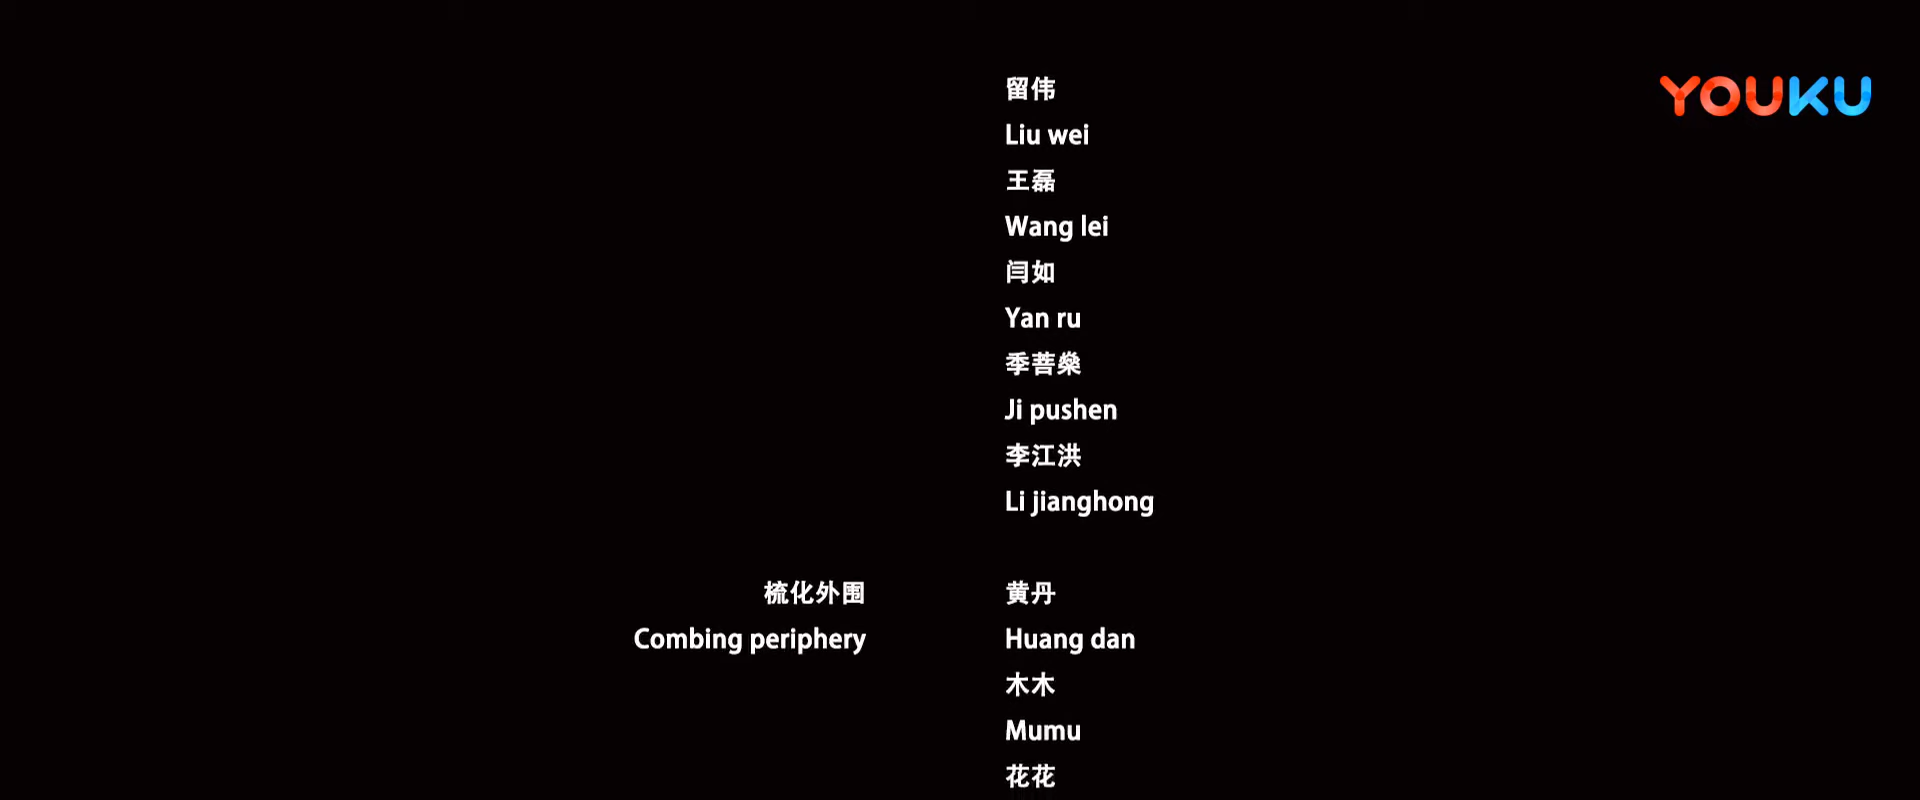 YOUKU
留伟
Liu wei
王磊
Wang lei
闫如
Yan ru
季菩燊
Ji pushen
李江洪
Li jianghong
梳化外围
Combing periphery
黄丹
Huang dan
木木
Mumu
花花